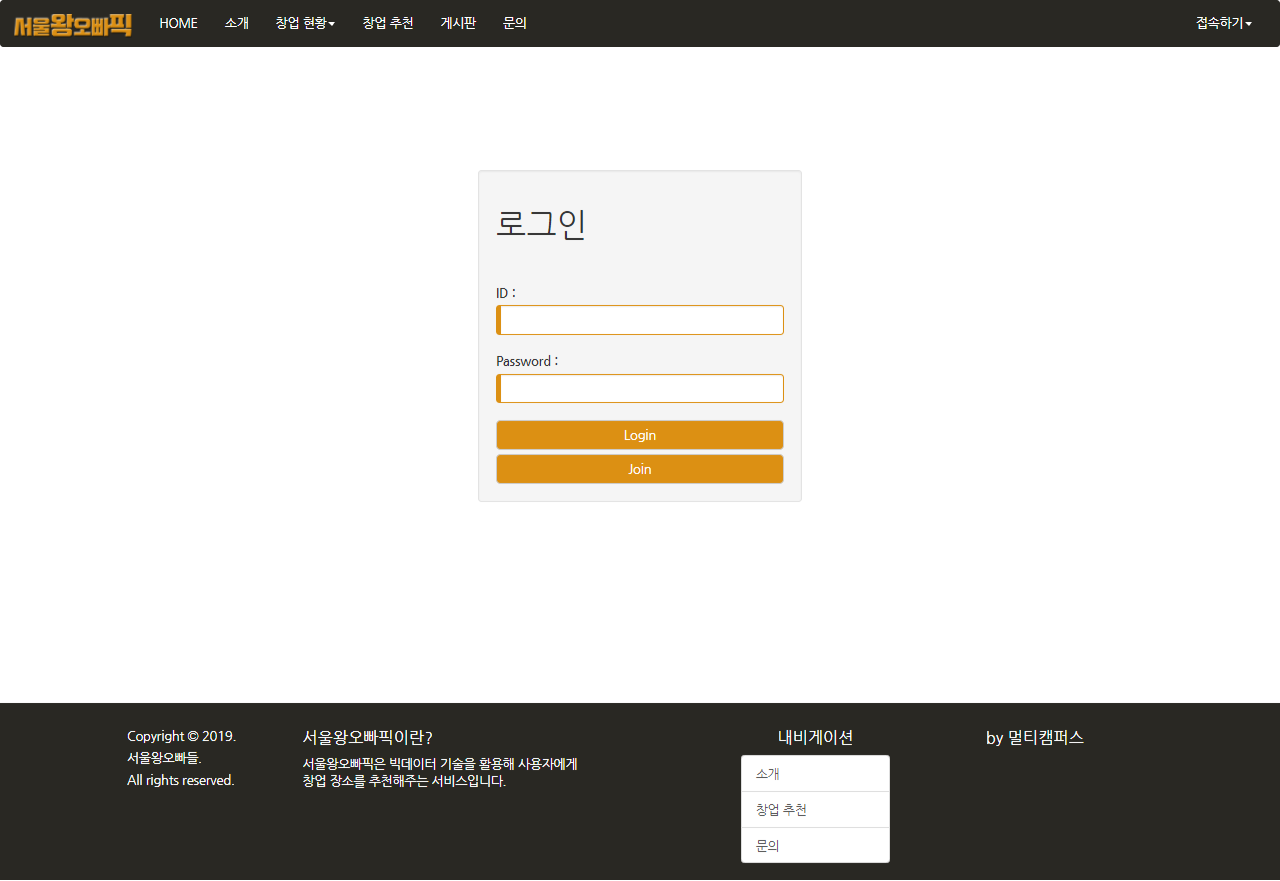 서울왕오빠픽 HOME 소개 창업 현황 창업 추천 게시판 문의 접속하기
로그인
ID :
Password :
Login
Join
Copyright © 2019.
서울왕오빠들.
All rights reserved.
서울왕오빠픽이란?
서울왕오빠픽은 빅데이터 기술을 활용해 사용자에게
창업 장소를 추천해주는 서비스입니다.
내비게이션
소개
창업 추천
문의
by 멀티캠퍼스